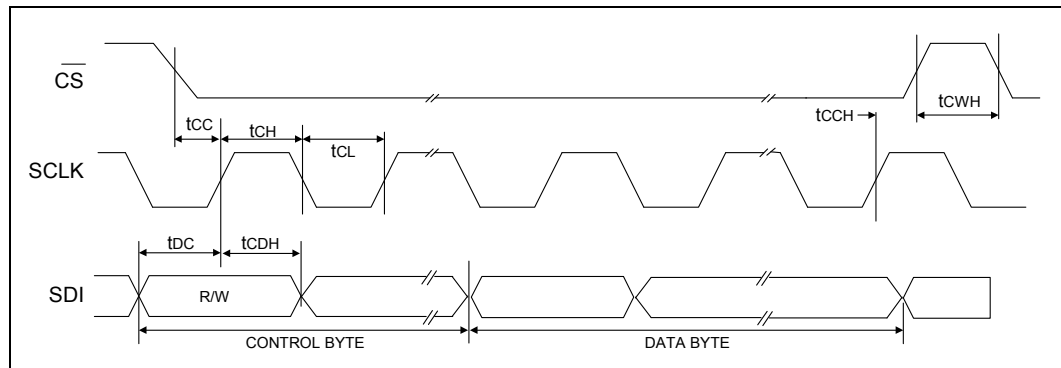 CS
tCC
tCH
tCL
tCCH
tCWH
SCLK
tDC
tCDH
SDI
R/W
CONTROL BYTE
DATA BYTE